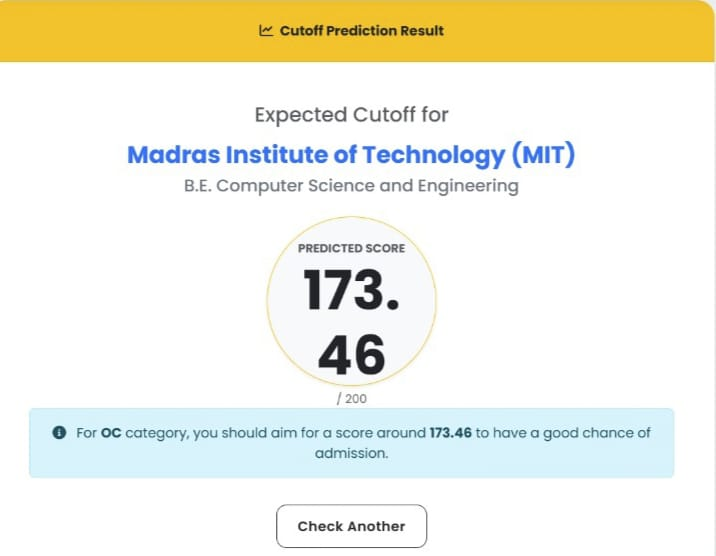 Cutoff Prediction Result
Expected Cutoff for
Madras Institute of Technology (MIT)
B.E. Computer Science and Engineering
PREDICTED SCORE
173.
46
/ 200
For OC category, you should aim for a score around 173.46 to have a good chance of
admission.
Check Another